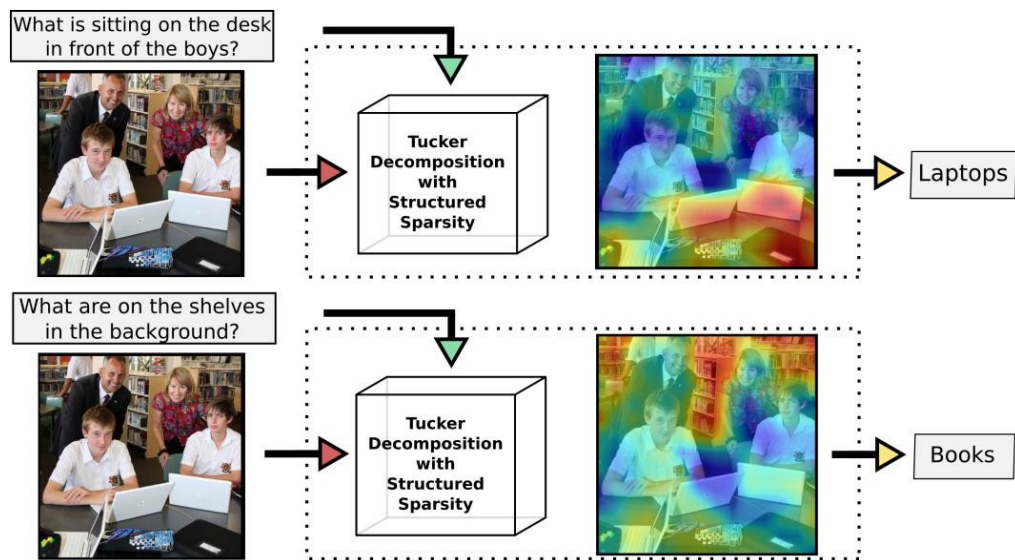 What is sitting on the desk
in front of the boys?
Tucker
Decomposition
with
Structured
Sparsity
Laptops
What are on the shelves
in the background?
Tucker
Decomposition
with
Structured
Sparsity
Books